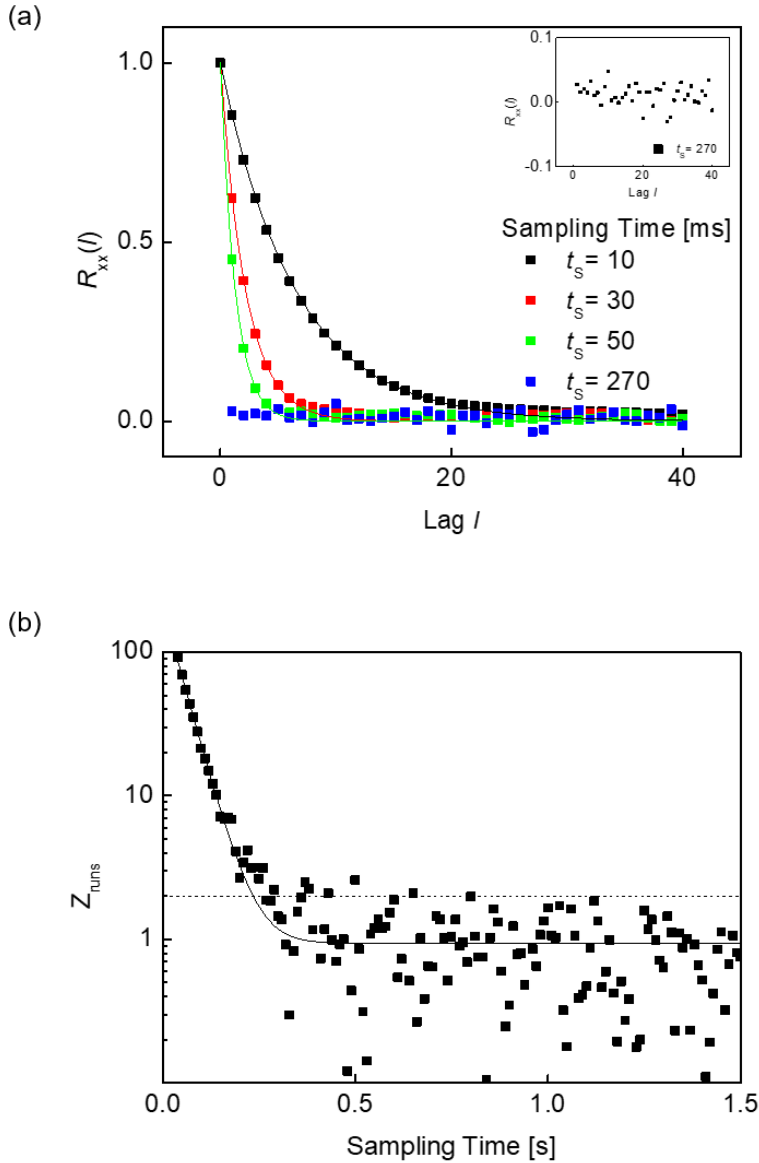 (a)
1.0
0.5
0.0
R_xx(l)
0
20
40
Lag l
0.1
0.0
-0.1
R_xx(l)
t_S= 270
0
20
40
Lag l
Sampling Time [ms]
t_S= 10
t_S= 30
t_S= 50
t_S= 270
(b)
100
10
1
Z_runs
0.0
0.5
1.0
1.5
Sampling Time [s]